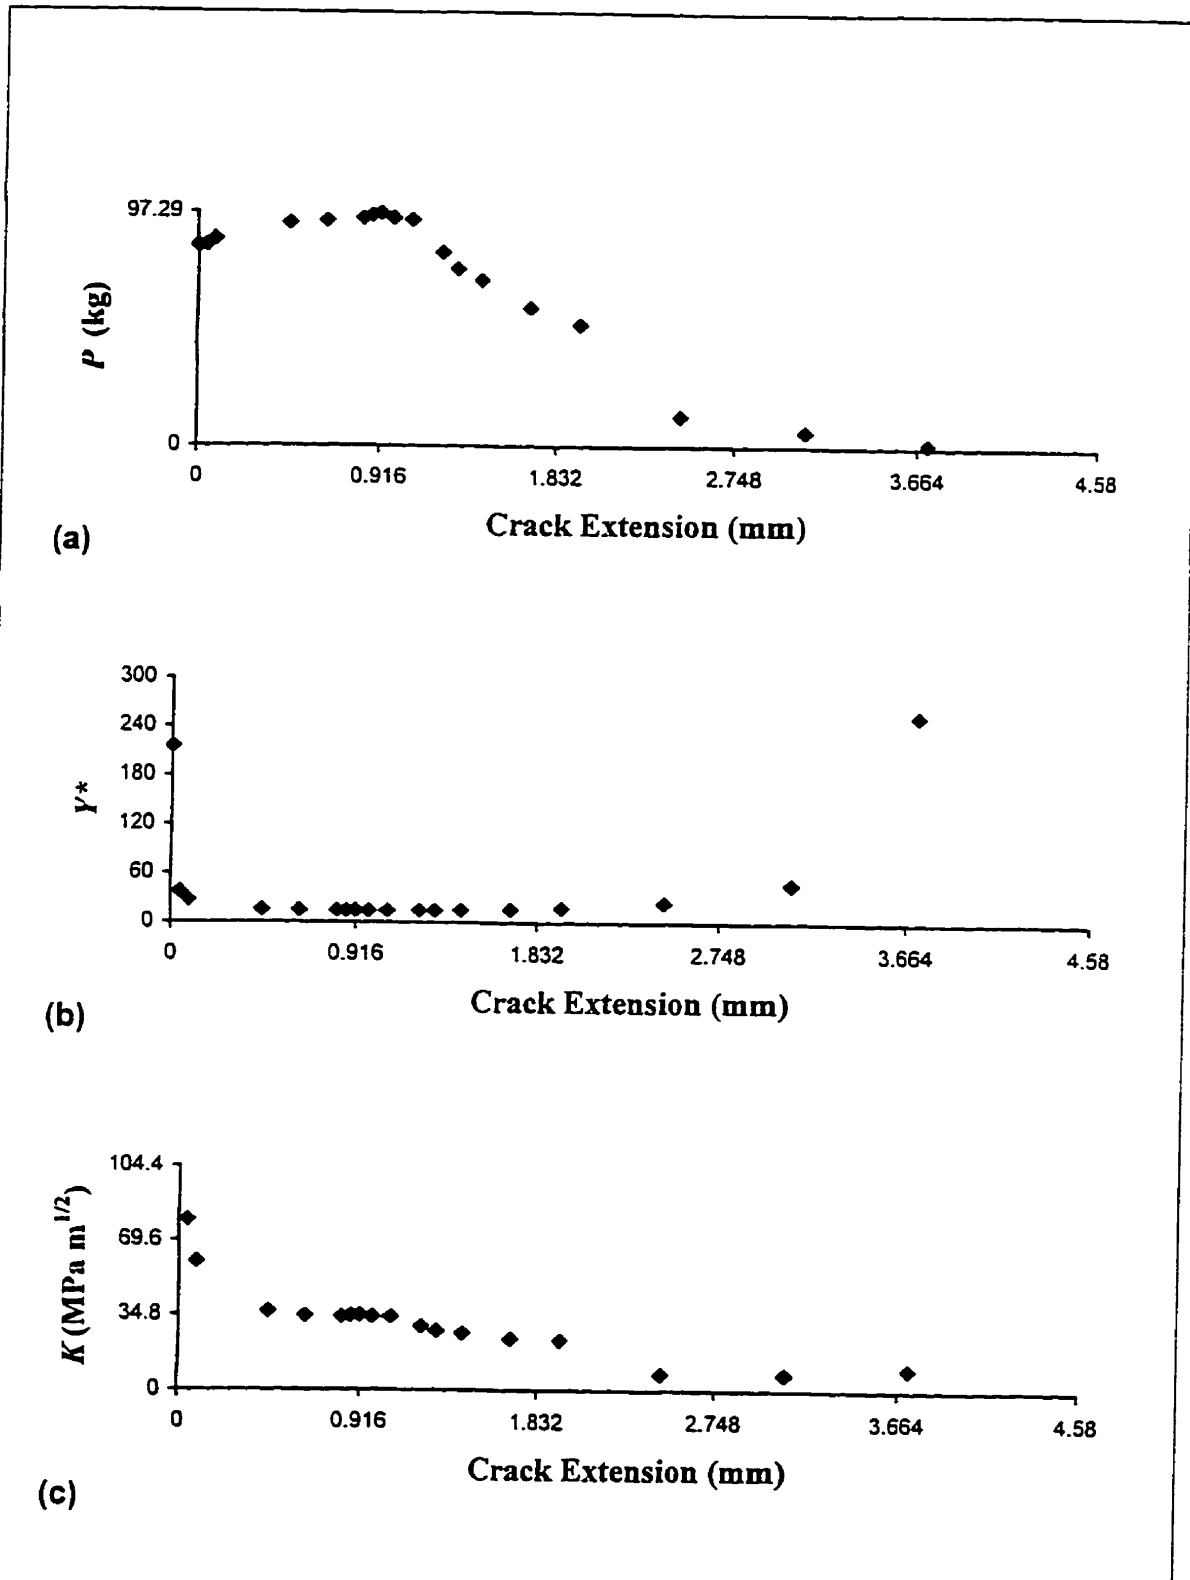 97.29
P (kg)
0
0 0.916 1.832 2.748 3.664 4.58
Crack Extension (mm)
(a)
300
240
180
Y*
120
60
0
0 0.916 1.832 2.748 3.664 4.58
Crack Extension (mm)
(b)
104.4
69.6
K (MPa m^1/2)
34.8
0
0 0.916 1.832 2.748 3.664 4.58
Crack Extension (mm)
(c)